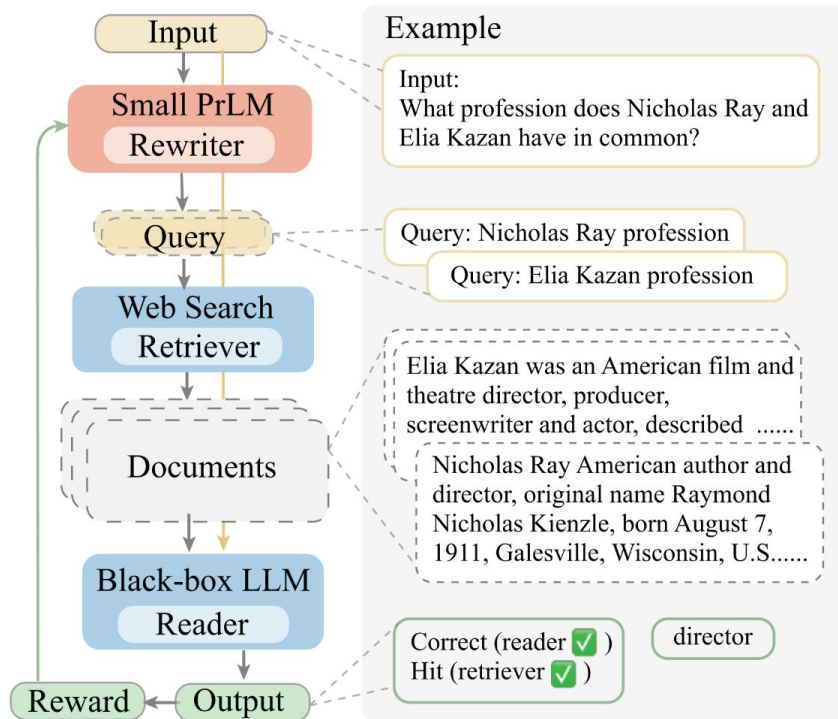 Input
Small PrLM
Rewriter
Query
Web Search
Retriever
Documents
Black-box LLM
Reader
Reward
Output
Example
Input:
What profession does Nicholas Ray and
Elia Kazan have in common?
Query: Nicholas Ray profession
Query: Elia Kazan profession
Elia Kazan was an American film and
theatre director, producer,
screenwriter and actor, described ......
Nicholas Ray American author and
director, original name Raymond
Nicholas Kienzle, born August 7,
1911, Galesville, Wisconsin, U.S......
Correct (reader ✅ )
Hit (retriever ✅ )
director